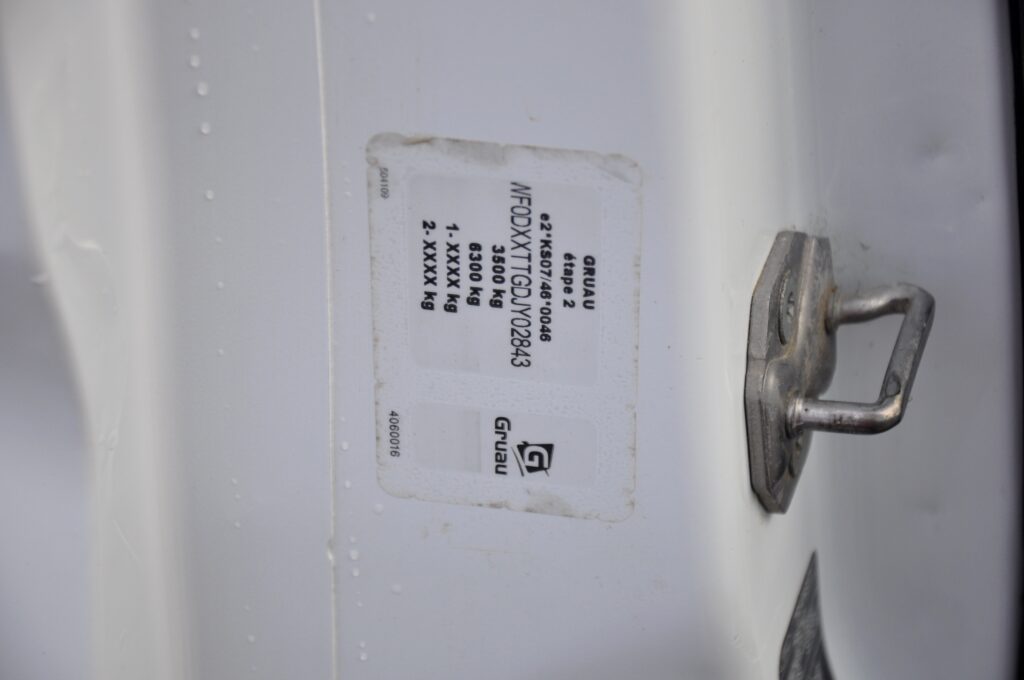 GRUAU
étape 2
e2*KS07/46*0046
WF0DXXTTGDJY02843
3500 kg
6300 kg
1- XXXX kg
2- XXXX kg
504109
G
Gruau
4060016